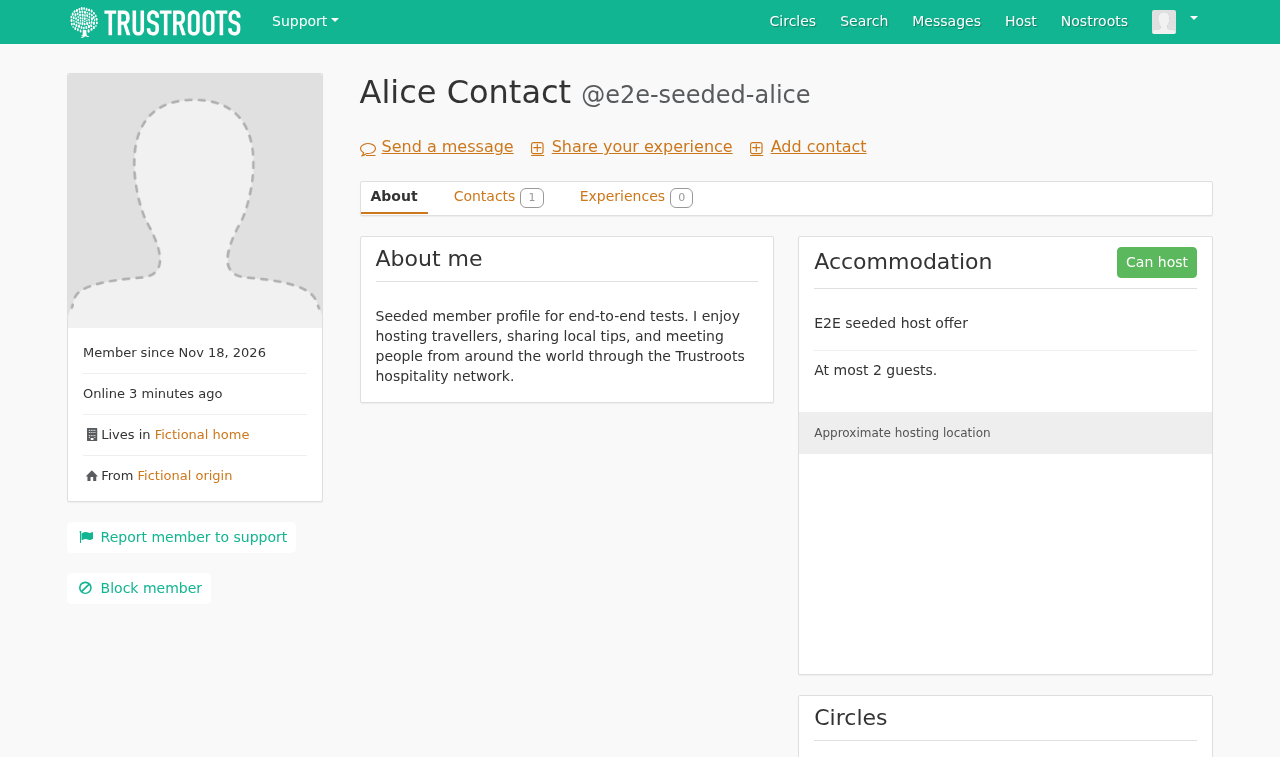 TRUSTROOTS
Support
Circles
Search
Messages
Host
Nostroots
Alice Contact @e2e-seeded-alice
Send a message
Share your experience
Add contact
About
Contacts 1
Experiences 0
Member since Nov 18, 2026
Online 3 minutes ago
Lives in Fictional home
From Fictional origin
Report member to support
Block member
About me
Seeded member profile for end-to-end tests. I enjoy
hosting travellers, sharing local tips, and meeting
people from around the world through the Trustroots
hospitality network.
Accommodation
Can host
E2E seeded host offer
At most 2 guests.
Approximate hosting location
Circles